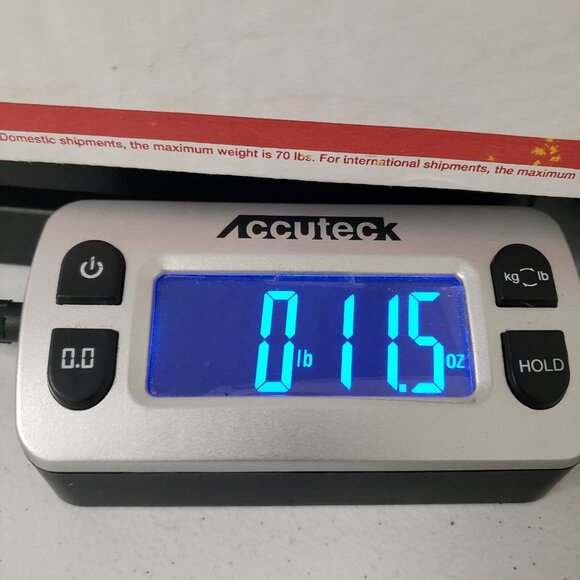 Domestic shipments, the maximum weight is 70 lbs. For international shipments, the maximum
Accuteck
kg lb
0 lb 11.5 oz
0.0
HOLD